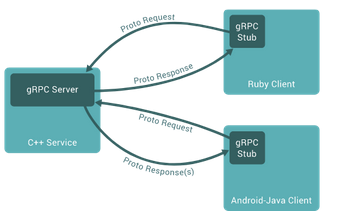 Proto Request
gRPC
Stub
Ruby Client
Proto Response
gRPC Server
C++ Service
Proto Request
gRPC
Stub
Proto Response(s)
Android-Java Client